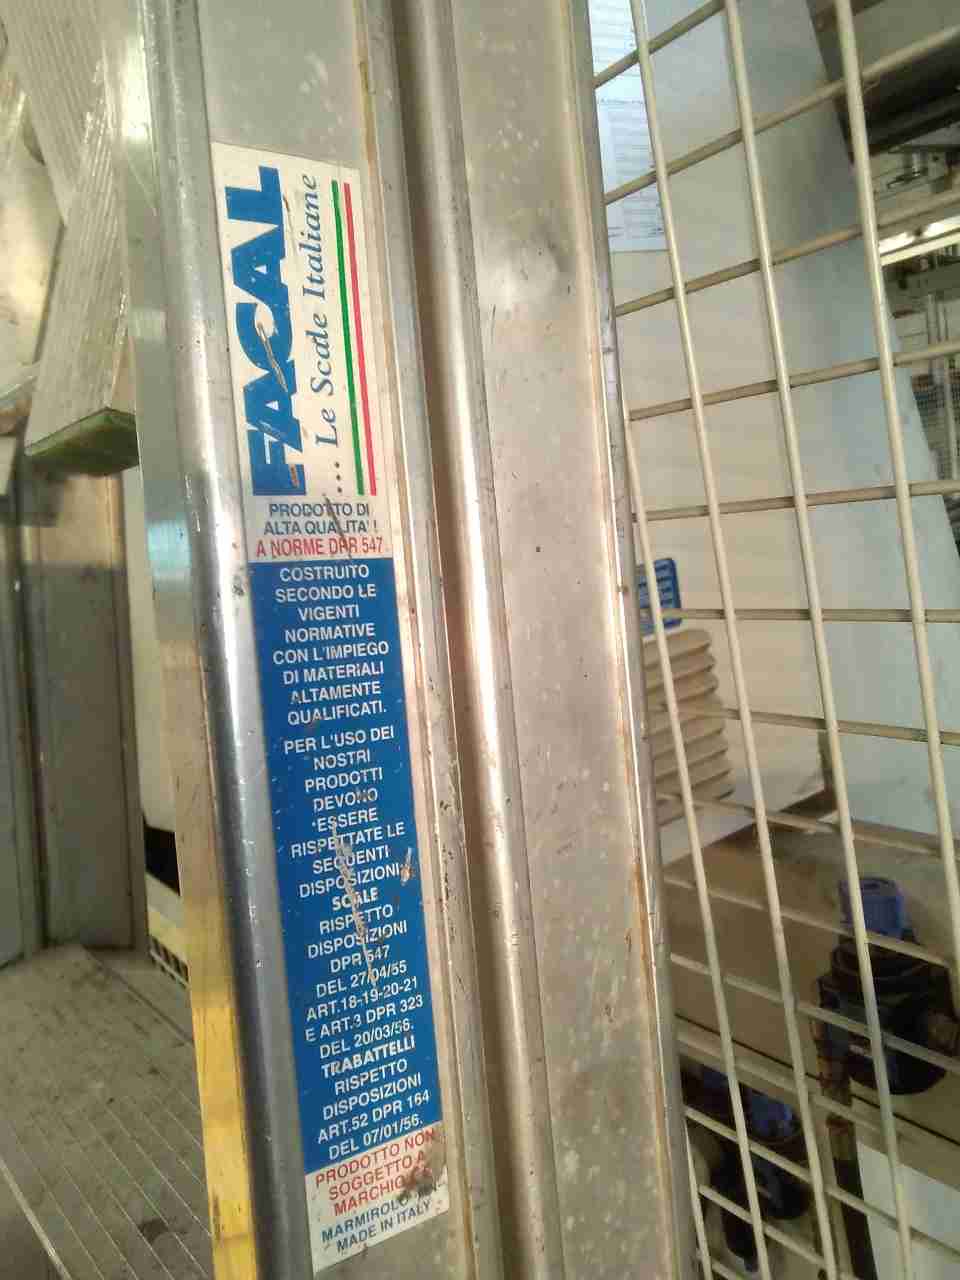 FACAL
... Le Scale Italiane
PRODOTTO DI
ALTA QUALITA' !
A NORME DPR 547
COSTRUITO
SECONDO LE
VIGENTI
NORMATIVE
CON L'IMPIEGO
DI MATERIALI
ALTAMENTE
QUALIFICATI.
PER L'USO DEI
NOSTRI
PRODOTTI
DEVONO
ESSERE
RISPETTATE LE
SEGUENTI
DISPOSIZIONI
SCALE
RISPETTO
DISPOSIZIONI
DPR 547
DEL 27/04/55
ART.18-19-20-21
E ART.3 DPR 323
DEL 20/03/56.
TRABATTELLI
RISPETTO
DISPOSIZIONI
ART.52 DPR 164
DEL 07/01/56.
PRODOTTO NON
SOGGETTO A
MARCHIO
MARMIROLO
MADE IN ITALY